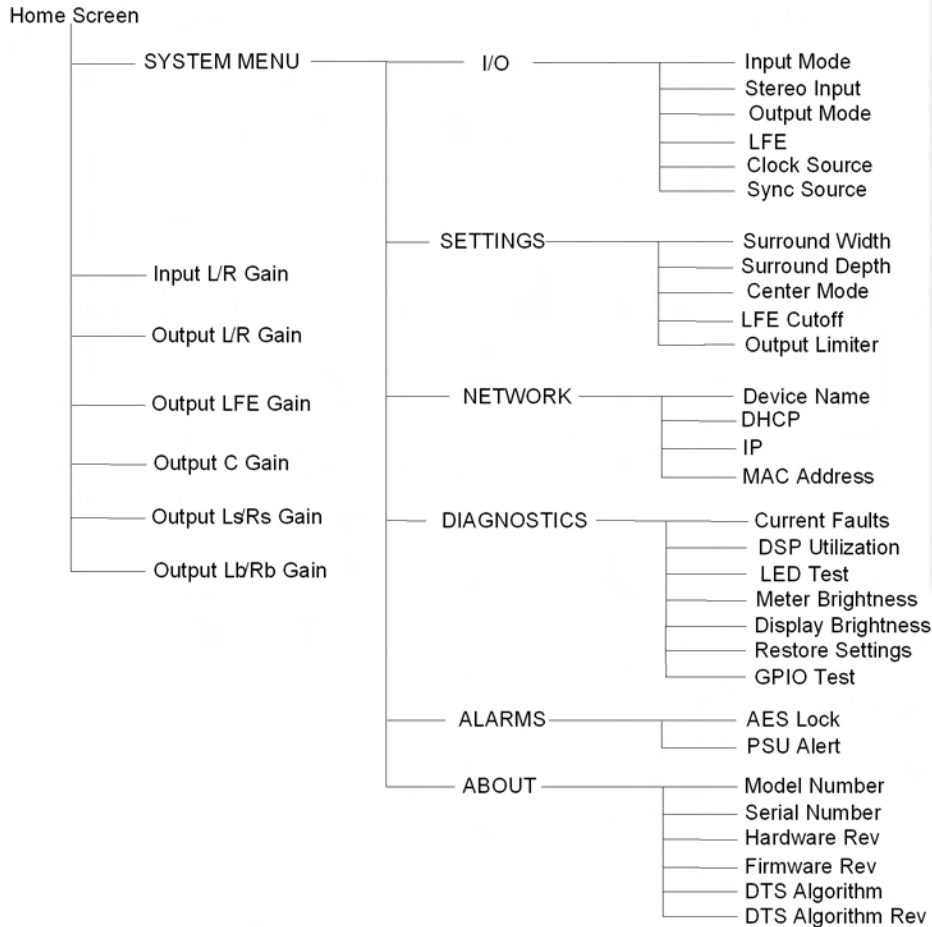 Home Screen
SYSTEM MENU
I/O
Input Mode
Stereo Input
Output Mode
LFE
Clock Source
Sync Source
SETTINGS
Surround Width
Surround Depth
Center Mode
LFE Cutoff
Output Limiter
NETWORK
Device Name
DHCP
IP
MAC Address
DIAGNOSTICS
Current Faults
DSP Utilization
LED Test
Meter Brightness
Display Brightness
Restore Settings
GPIO Test
ALARMS
AES Lock
PSU Alert
ABOUT
Model Number
Serial Number
Hardware Rev
Firmware Rev
DTS Algorithm
DTS Algorithm Rev
Input L/R Gain
Output L/R Gain
Output LFE Gain
Output C Gain
Output Ls/Rs Gain
Output Lb/Rb Gain